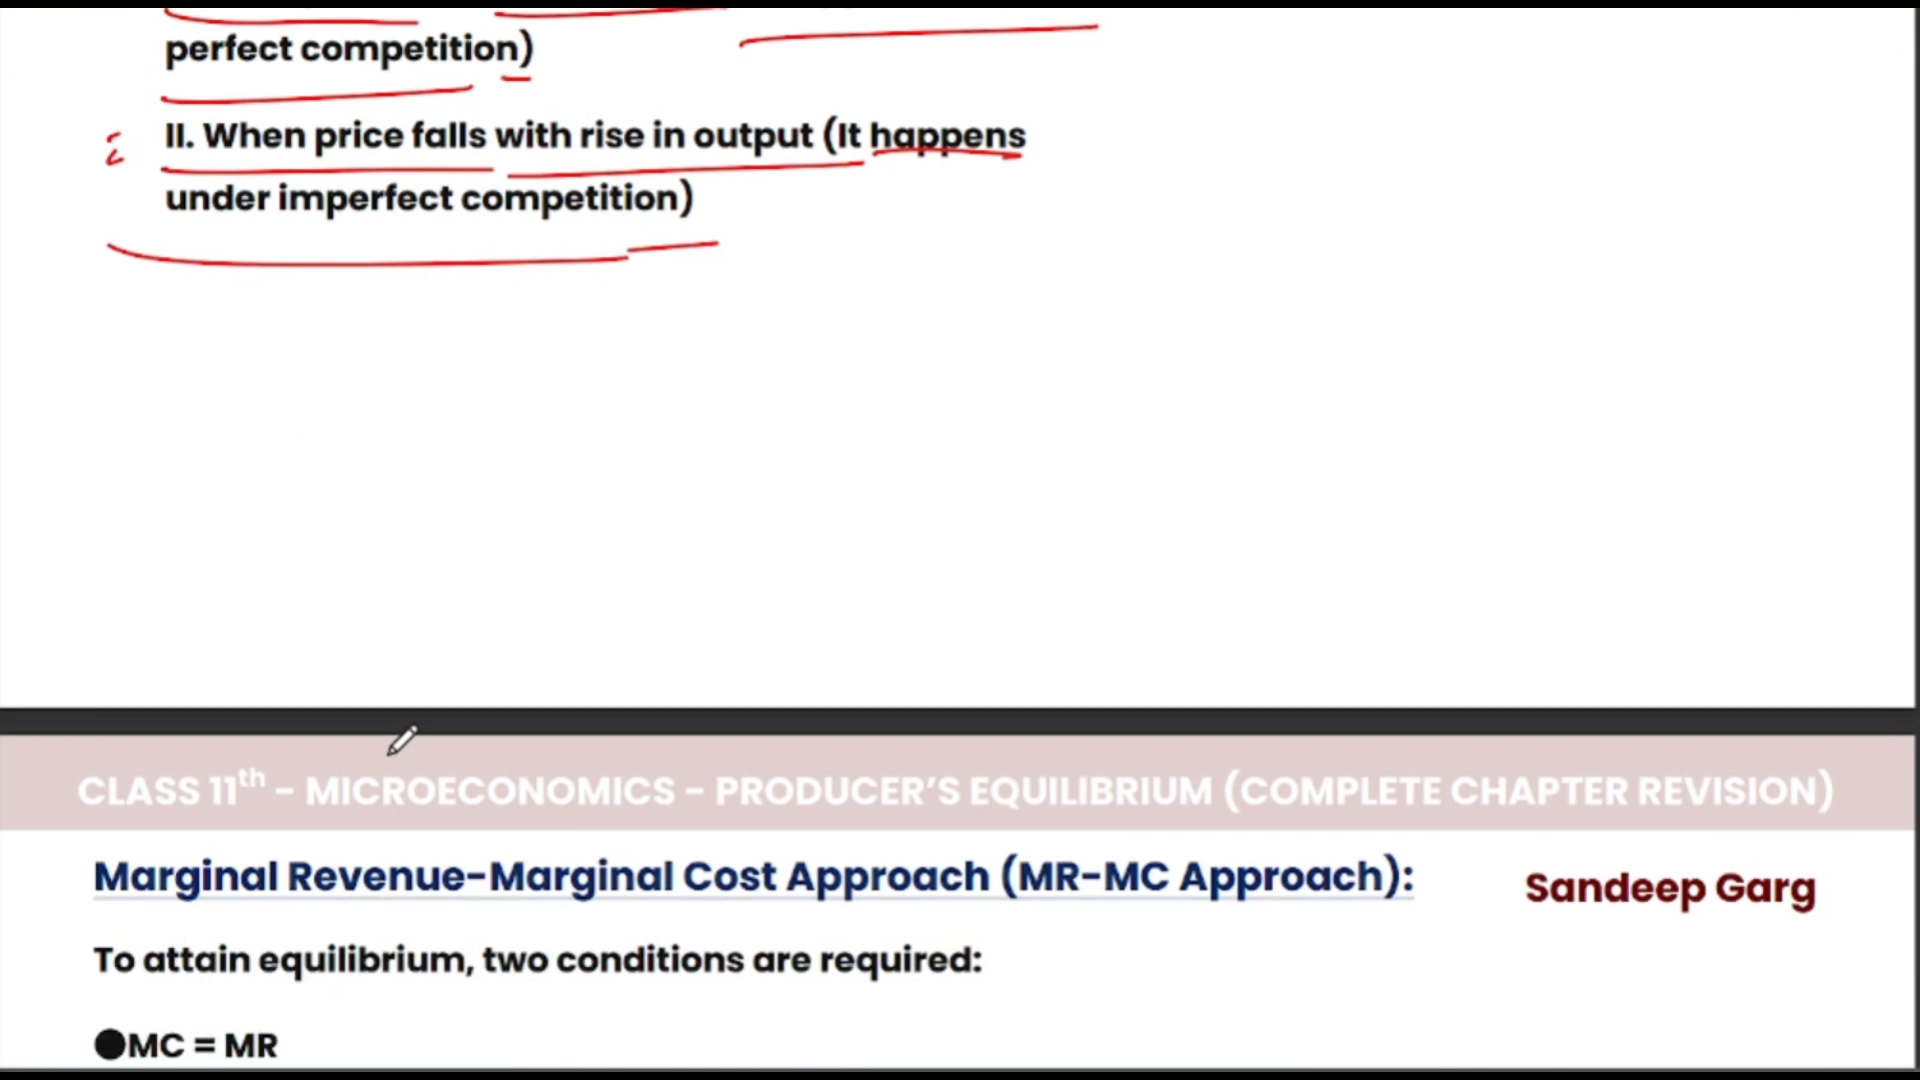 perfect competition)
II. When price falls with rise in output (It happens
under imperfect competition)
CLASS 11th - MICROECONOMICS - PRODUCER’S EQUILIBRIUM (COMPLETE CHAPTER REVISION)
Marginal Revenue-Marginal Cost Approach (MR-MC Approach):
Sandeep Garg
To attain equilibrium, two conditions are required:
●MC = MR